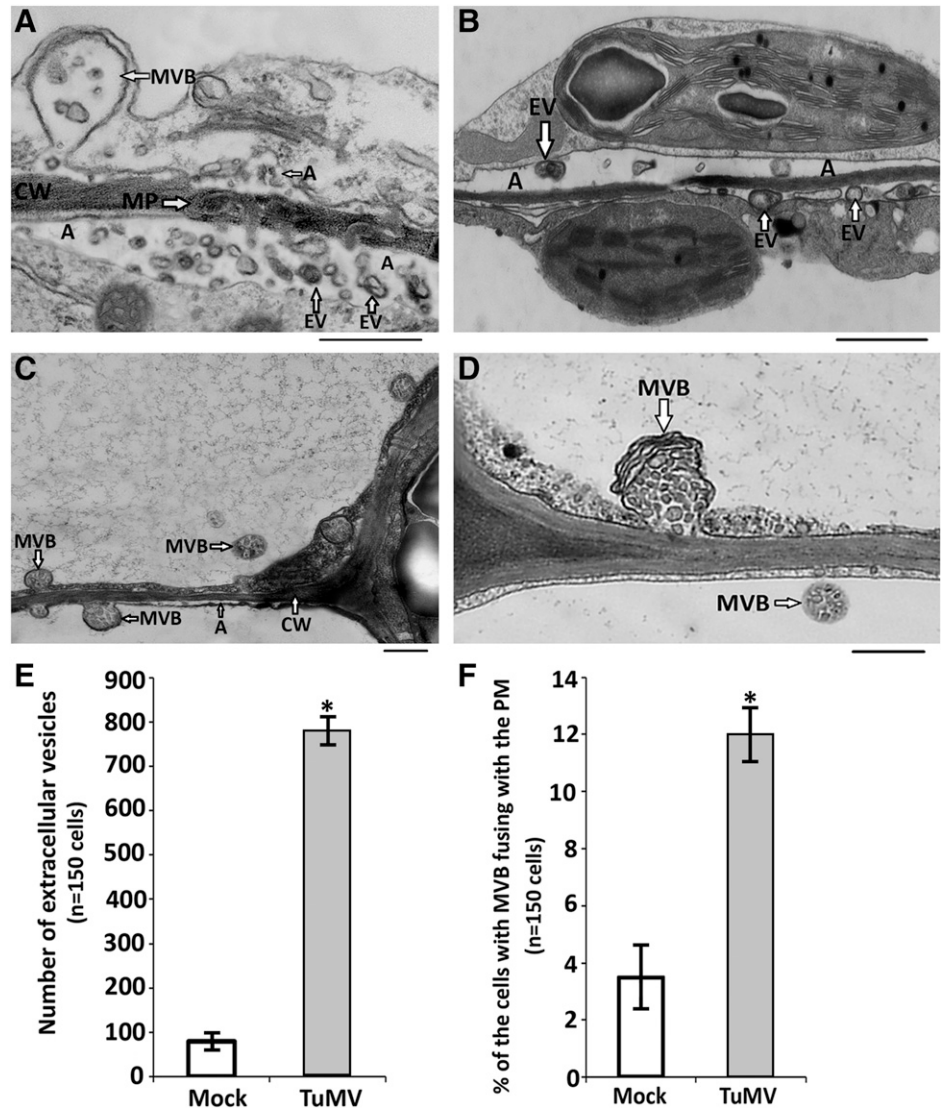 A
MVB
A
CW
MP
A
A
EV
EV
B
EV
A
A
EV
EV
C
MVB
MVB
MVB
A
CW
D
MVB
MVB
E
Number of extracellular vesicles
(n=150 cells)
900
800
700
600
500
400
300
200
100
0
*
Mock
TuMV
F
% of the cells with MVB fusing with the PM
(n=150 cells)
14
12
10
8
6
4
2
0
*
Mock
TuMV